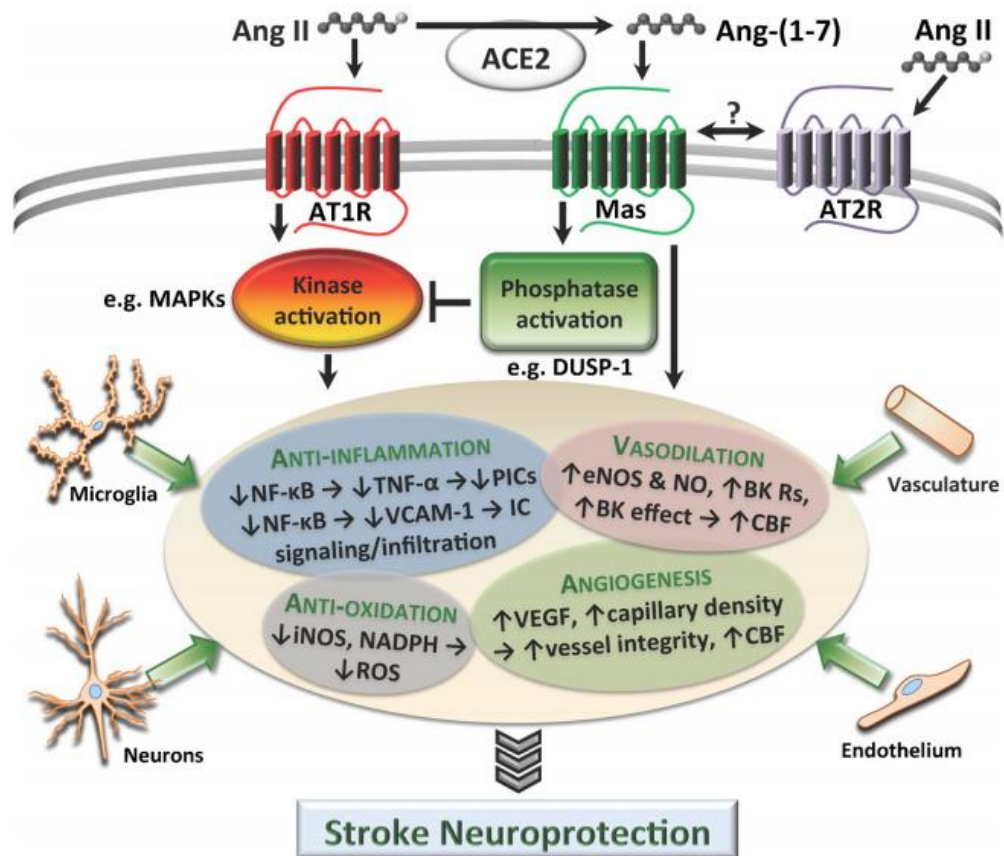 Ang II
ACE2
Ang-(1-7)
Ang II
?
AT1R
Mas
AT2R
e.g. MAPKs
Kinase
activation
Phosphatase
activation
e.g. DUSP-1
Microglia
Vasculature
ANTI-INFLAMMATION
↓NF-κB → ↓TNF-α → ↓PICs
↓NF-κB → ↓VCAM-1 → IC
signaling/infiltration
VASODILATION
↑eNOS & NO, ↑BK Rs,
↑BK effect → ↑CBF
ANTI-OXIDATION
↓iNOS, NADPH →
↓ROS
ANGIOGENESIS
↑VEGF, ↑capillary density
→ ↑vessel integrity, ↑CBF
Neurons
Endothelium
Stroke Neuroprotection